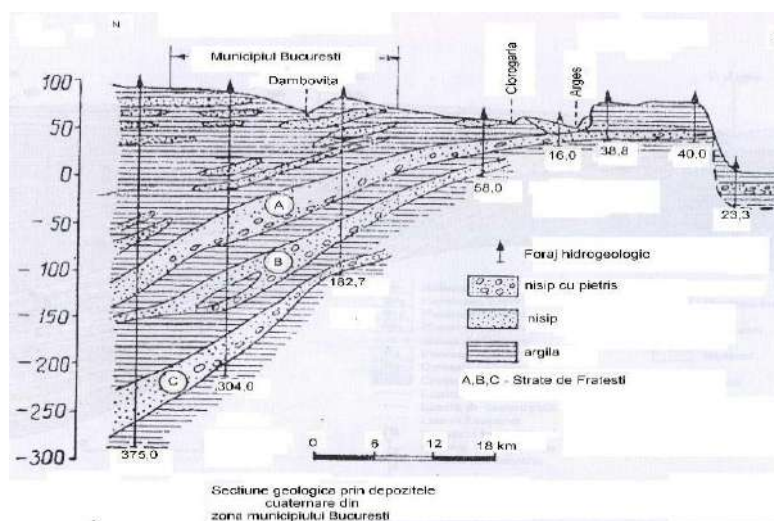 N
Municipiul Bucuresti
Dambovița
Clorogaria
Arges
100
50
0
-50
-100
-150
-200
-250
-300
A
B
C
375,0
304,0
182,7
58,0
16,0
38,8
40,0
23,3
Foraj hidrogeologic
nisip cu pietris
nisip
argila
A,B,C - Strate de Fratesti
0 6 12 18 km
Sectiune geologica prin depozitele
cuaternare din
zona municipiului Bucuresti